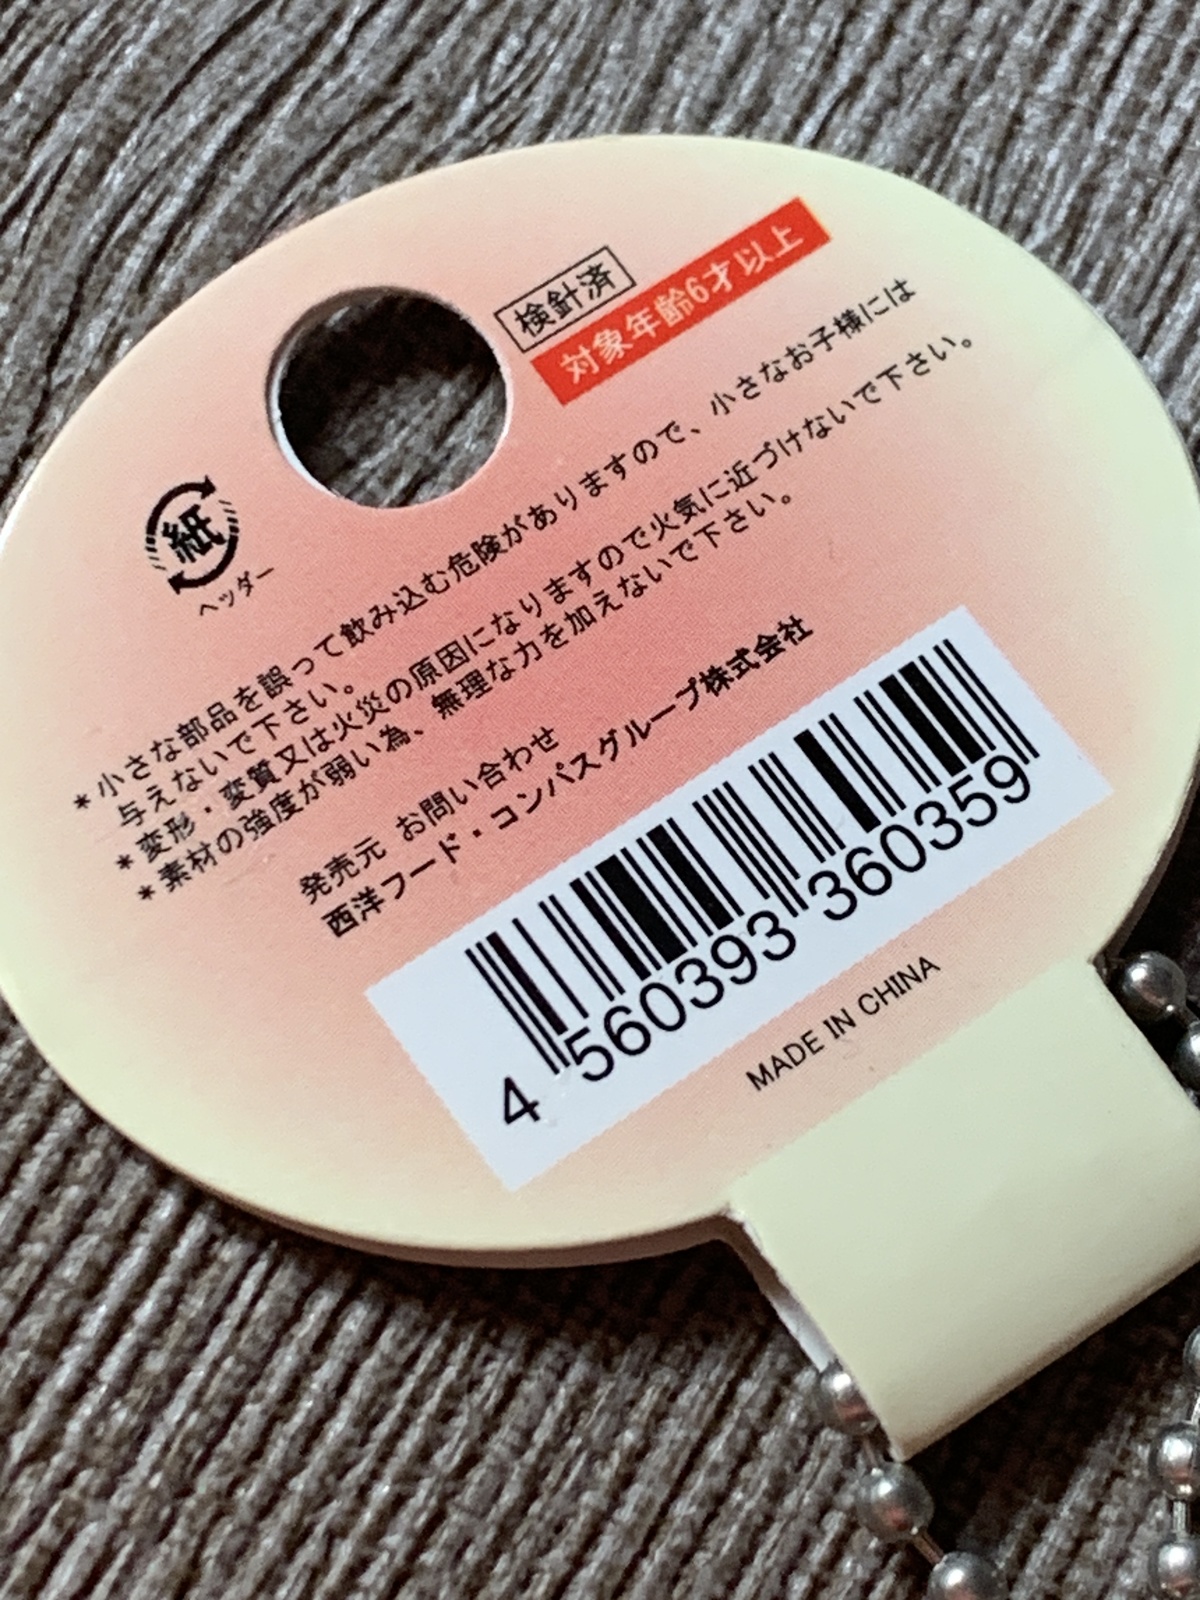 検針済
対象年齢6才以上
紙
ヘッダー
*小さな部品を誤って飲み込む危険がありますので、小さなお子様には
与えないで下さい。
*変形・変質又は火災の原因になりますので火気に近づけないで下さい。
*素材の強度が弱い為、無理な力を加えないで下さい。
発売元 お問い合わせ
西洋フード・コンパスグループ株式会社
4 560393 360359
MADE IN CHINA